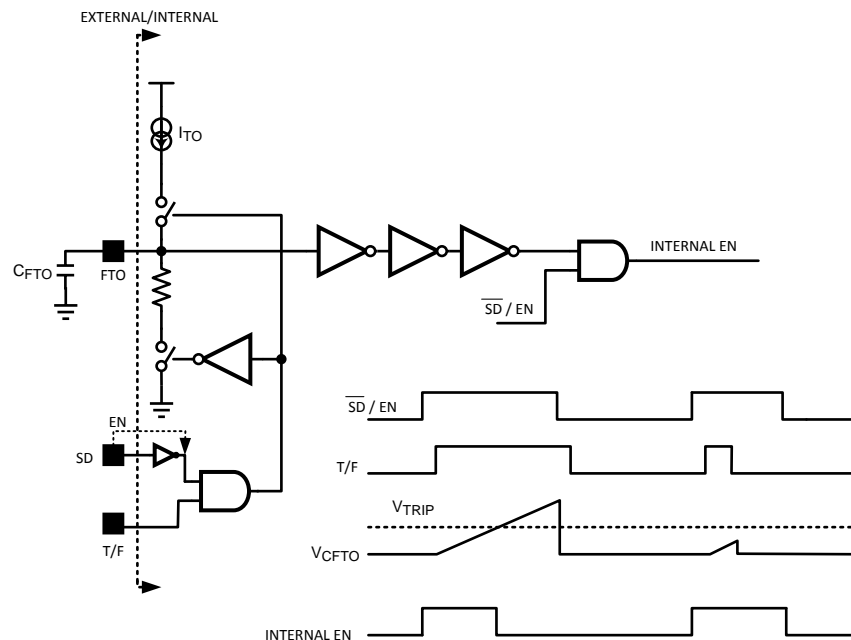 EXTERNAL/INTERNAL
ITO
CFTO
FTO
INTERNAL EN
SD / EN
EN
SD
T/F
SD / EN
T/F
VTRIP
VCFTO
INTERNAL EN